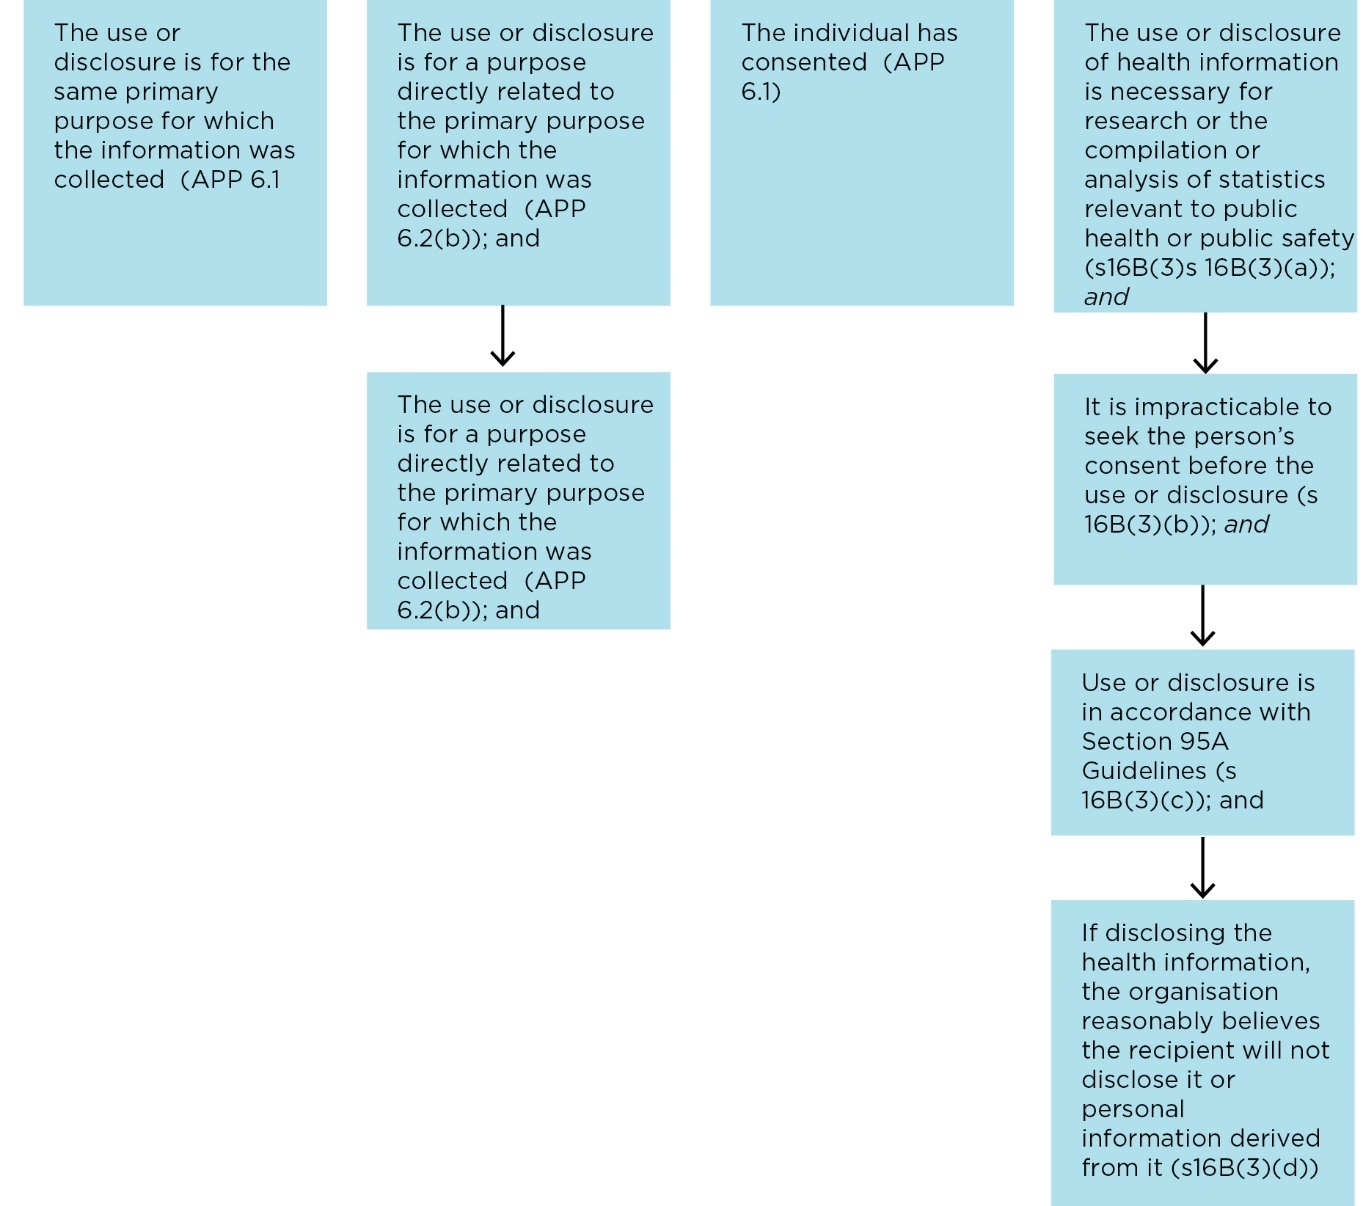 The use or
disclosure is for the
same primary
purpose for which
the information was
collected  (APP 6.1
The use or disclosure
is for a purpose
directly related to
the primary purpose
for which the
information was
collected  (APP
6.2(b)); and
The use or disclosure
is for a purpose
directly related to
the primary purpose
for which the
information was
collected  (APP
6.2(b)); and
The individual has
consented  (APP
6.1)
The use or disclosure
of health information
is necessary for
research or the
compilation or
analysis of statistics
relevant to public
health or public safety
(s16B(3)s 16B(3)(a));
and
It is impracticable to
seek the person’s
consent before the
use or disclosure (s
16B(3)(b)); and
Use or disclosure is
in accordance with
Section 95A
Guidelines (s
16B(3)(c)); and
If disclosing the
health information,
the organisation
reasonably believes
the recipient will not
disclose it or
personal
information derived
from it (s16B(3)(d))